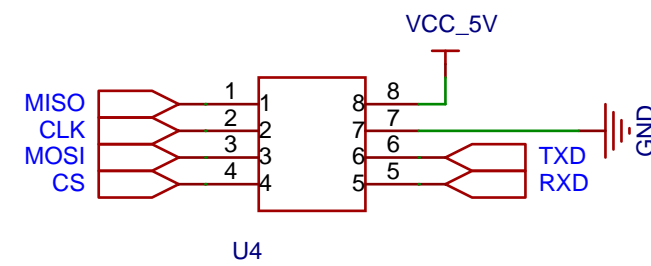 VCC_5V
MISO 1 1 8 8
CLK 2 2 7 7 GND
MOSI 3 3 6 6 TXD
CS 4 4 5 5 RXD
U4